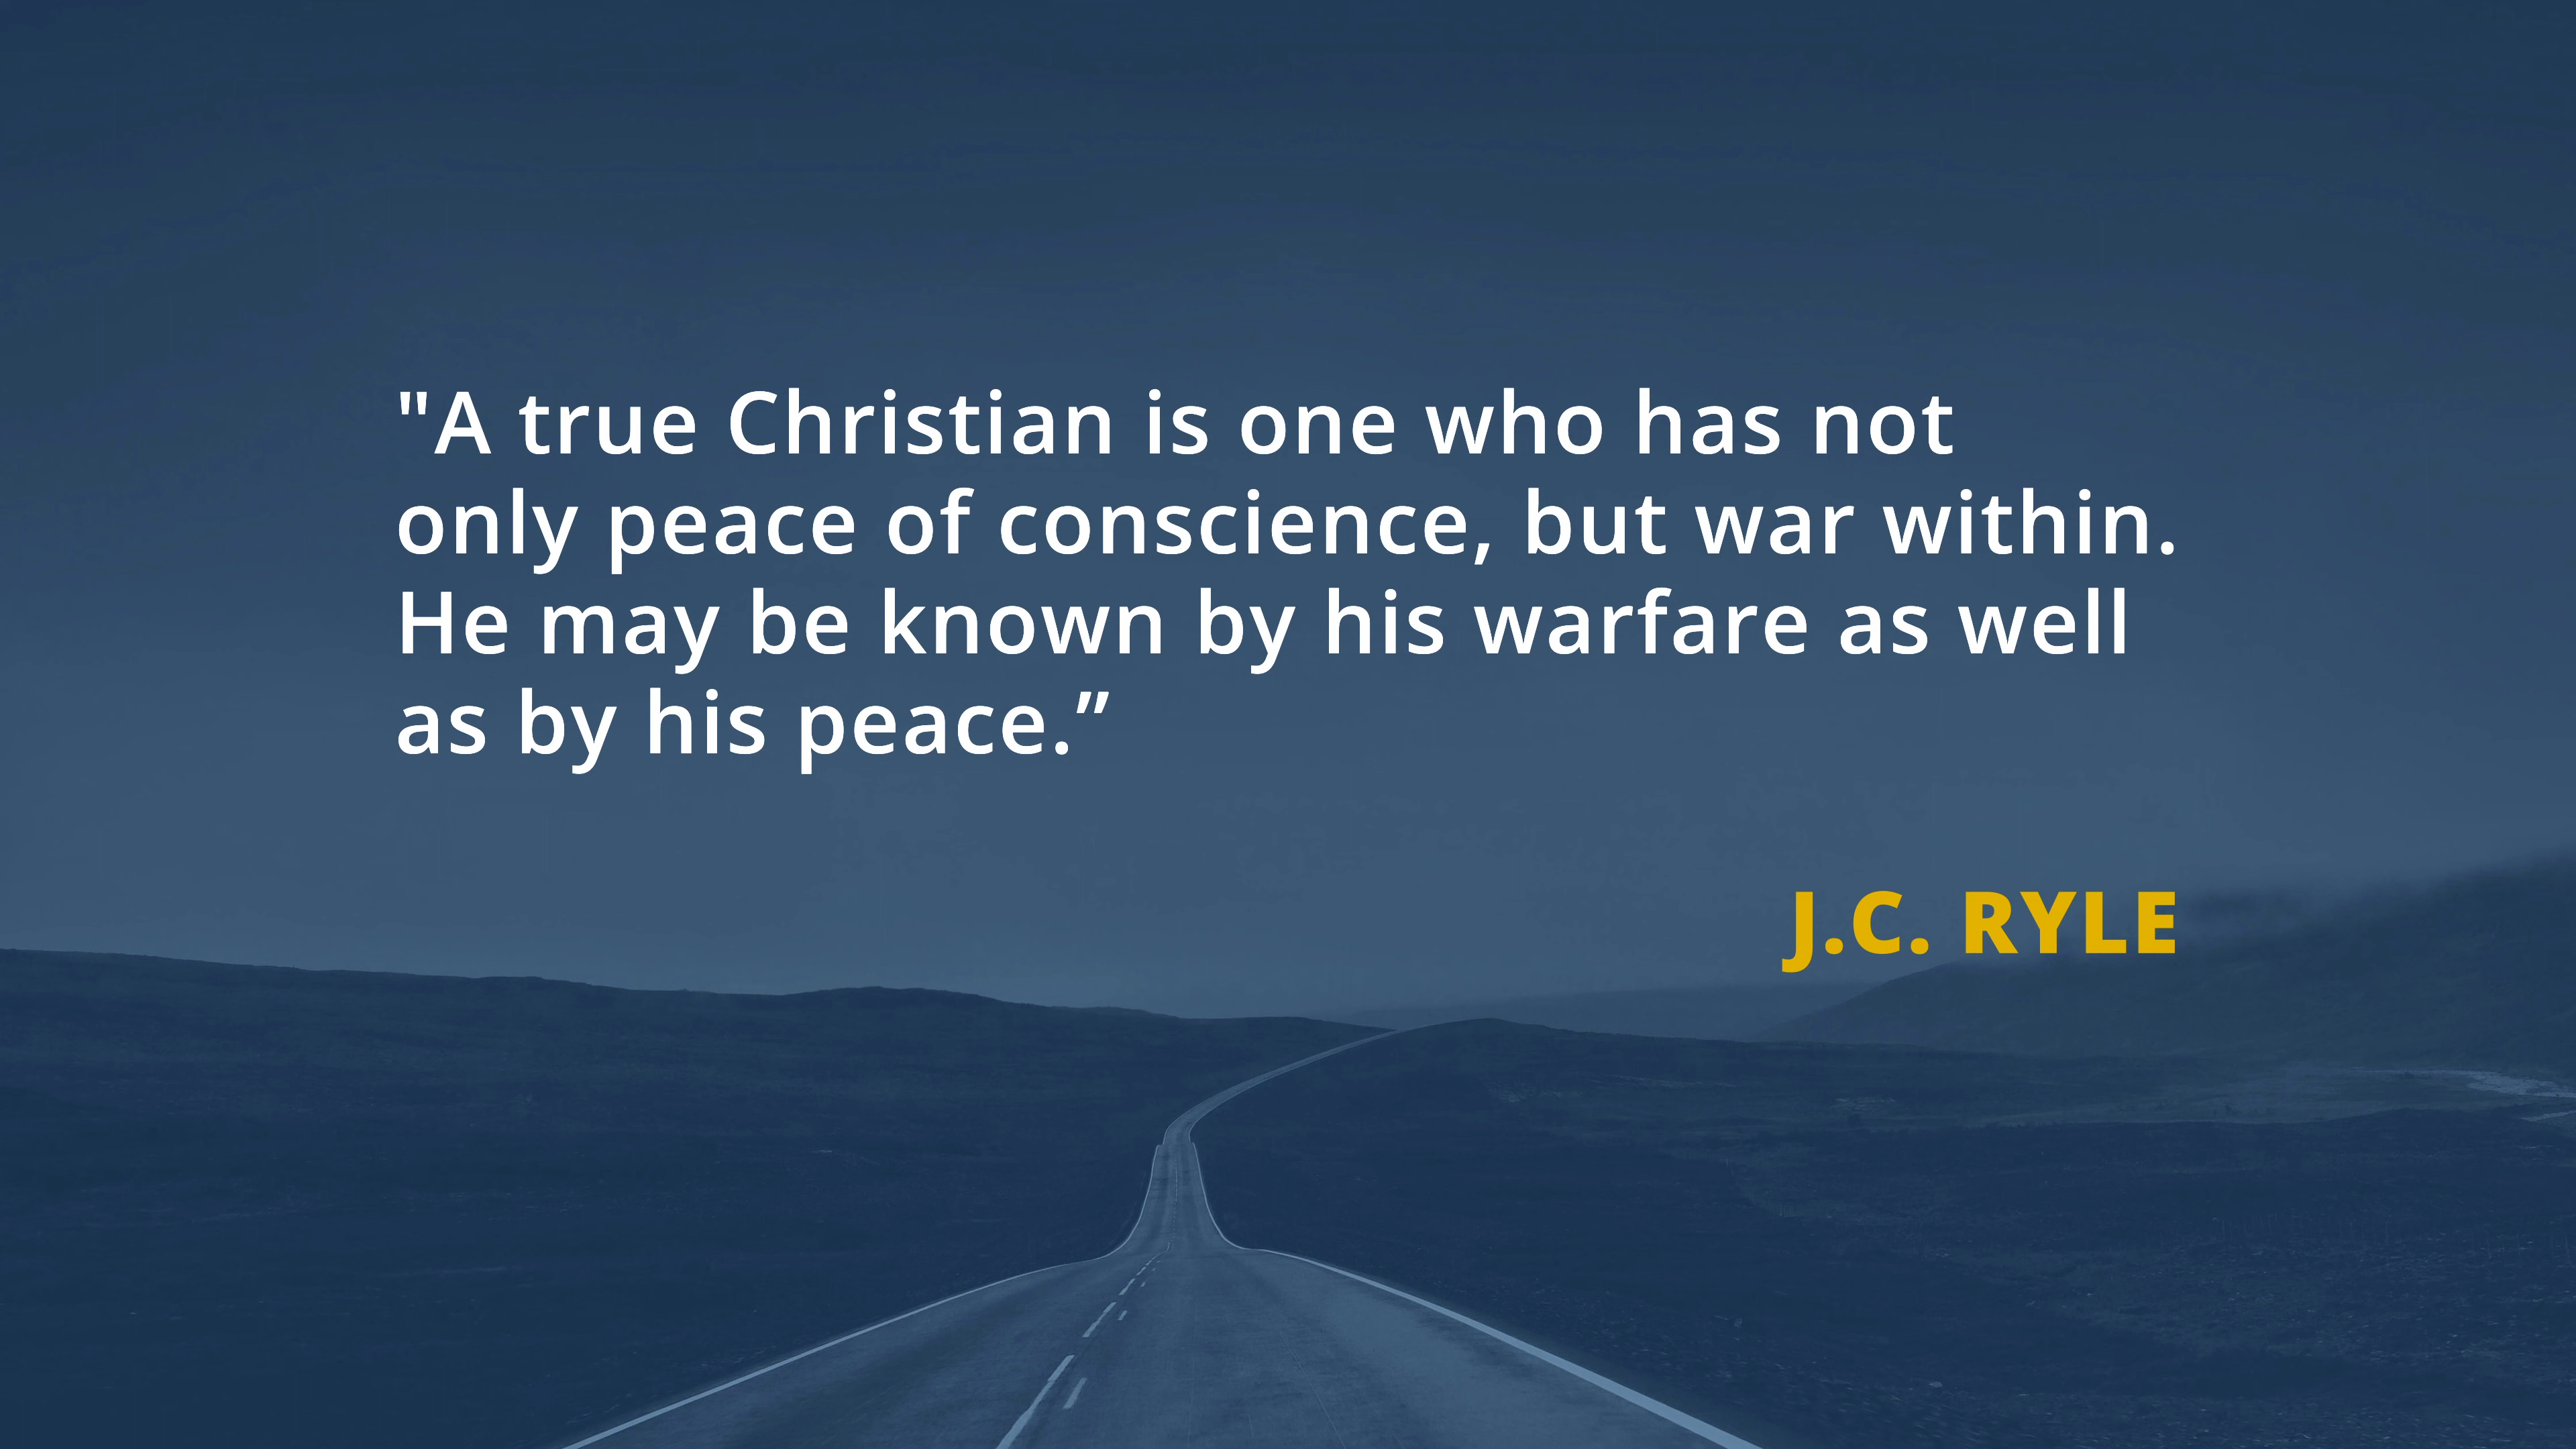 "A true Christian is one who has not
only peace of conscience, but war within.
He may be known by his warfare as well
as by his peace.”
J.C. RYLE